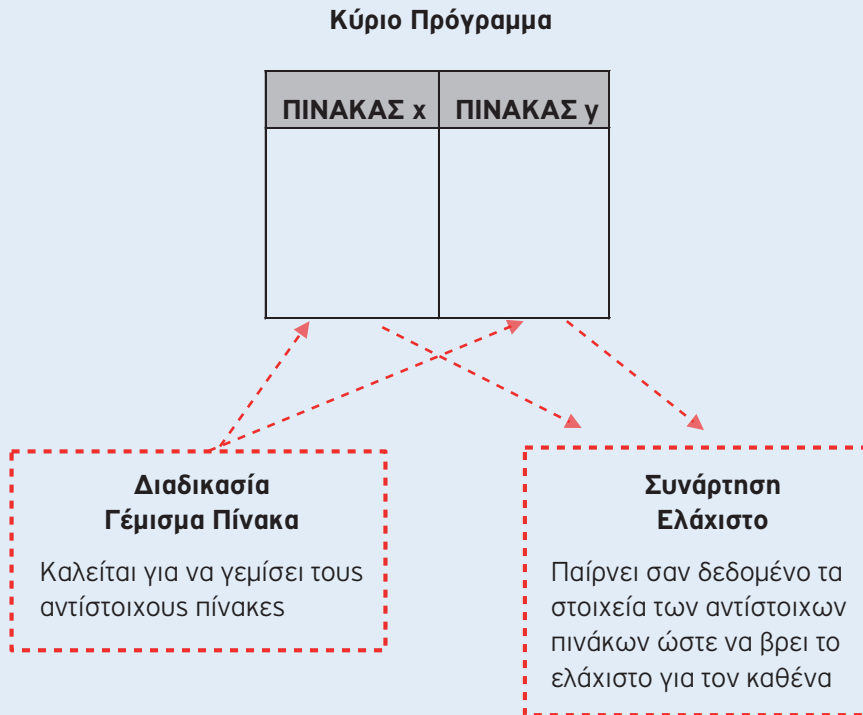 Κύριο Πρόγραμμα
ΠΙΝΑΚΑΣ x ΠΙΝΑΚΑΣ y
Διαδικασία
Γέμισμα Πίνακα
Καλείται για να γεμίσει τους
αντίστοιχους πίνακες
Συνάρτηση
Ελάχιστο
Παίρνει σαν δεδομένο τα
στοιχεία των αντίστοιχων
πινάκων ώστε να βρει το
ελάχιστο για τον καθένα